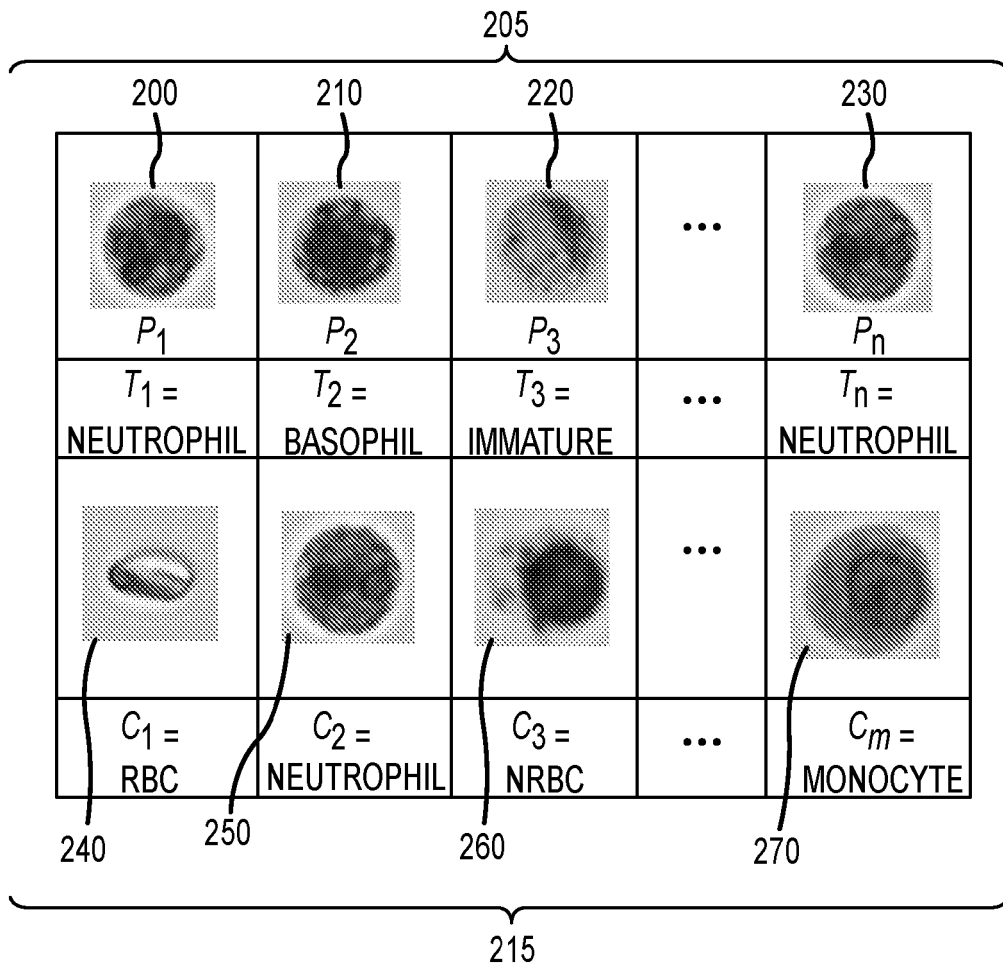 205
200 210 220 230
P1 P2 P3 ... Pn
T1 = T2 = T3 = ... Tn =
NEUTROPHIL BASOPHIL IMMATURE NEUTROPHIL
...
C1 = C2 = C3 = ... Cm =
RBC NEUTROPHIL NRBC MONOCYTE
240 250 260 270
215